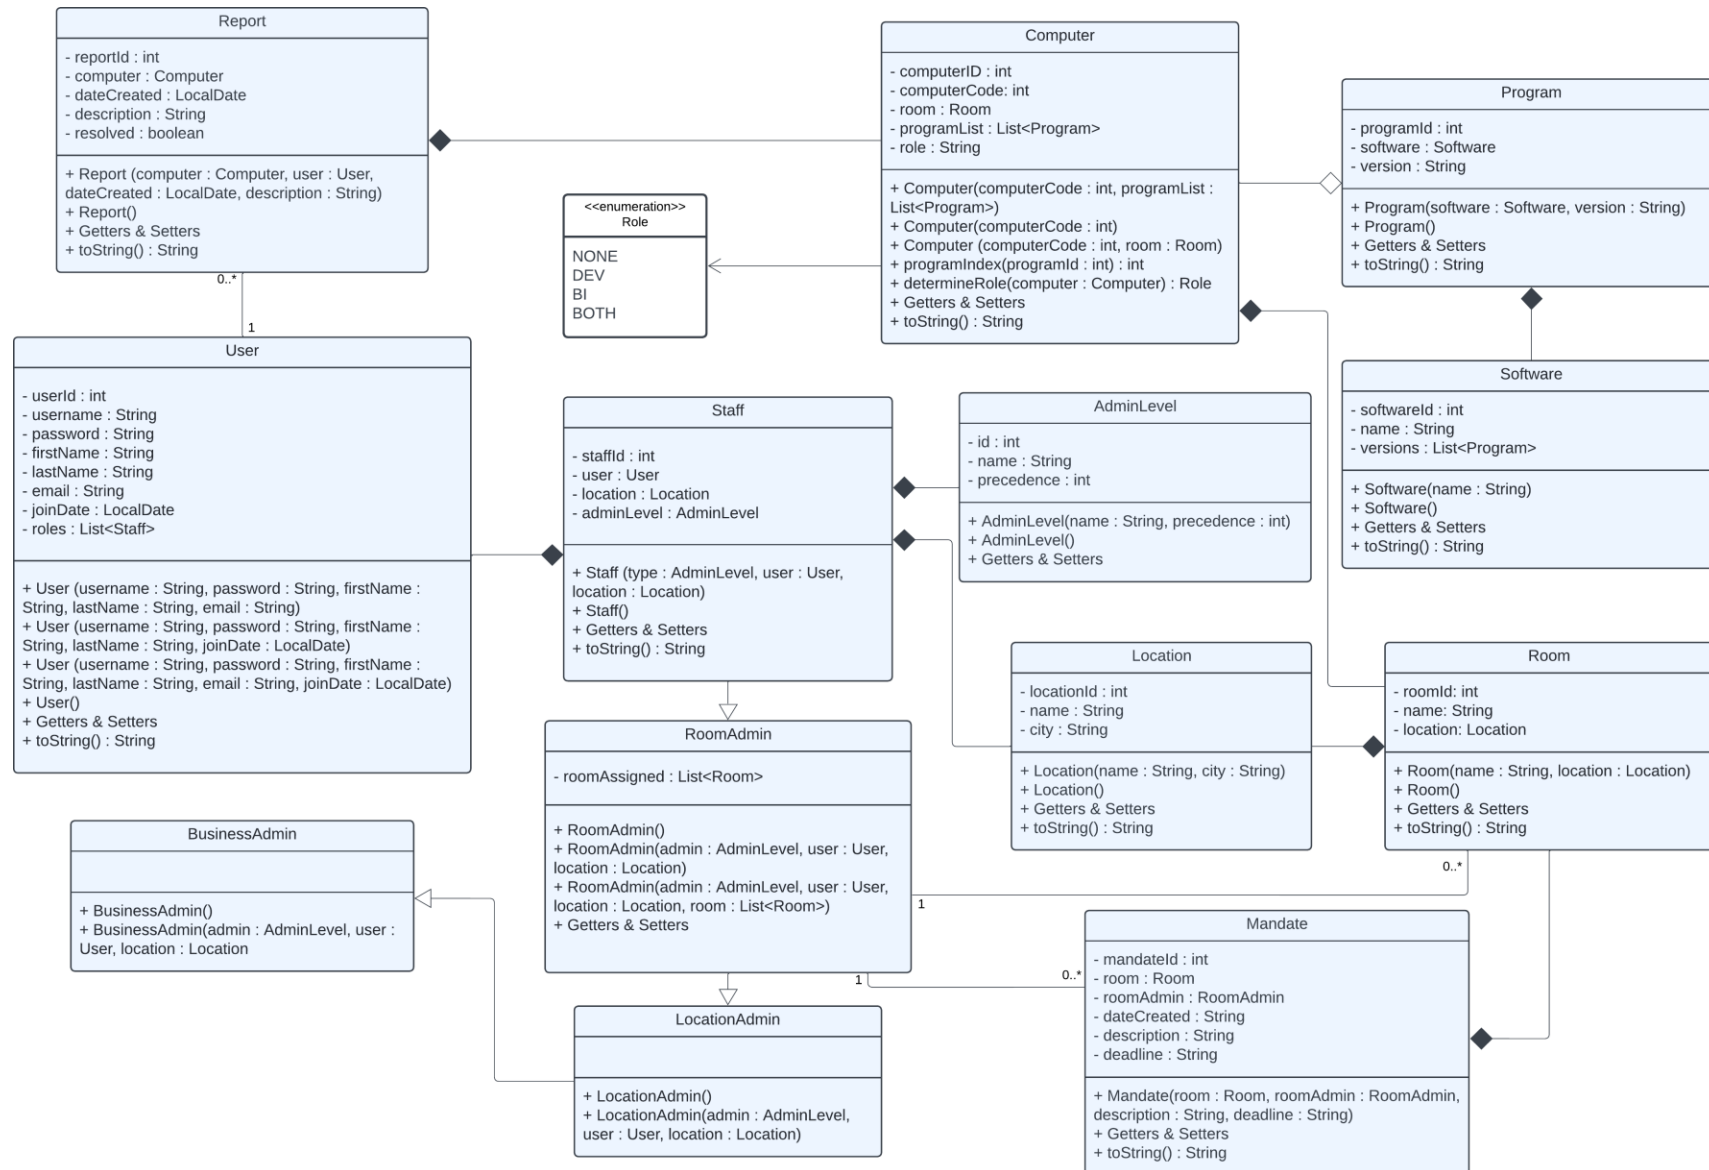 Report
- reportId : int
- computer : Computer
- dateCreated : LocalDate
- description : String
- resolved : boolean
+ Report (computer : Computer, user : User,
dateCreated : LocalDate, description : String)
+ Report()
+ Getters & Setters
+ toString() : String
0..*
1
Computer
- computerID : int
- computerCode: int
- room : Room
- programList : List<Program>
- role : String
+ Computer(computerCode : int, programList :
List<Program>)
+ Computer(computerCode : int)
+ Computer (computerCode : int, room : Room)
+ programIndex(programId : int) : int
+ determineRole(computer : Computer) : Role
+ Getters & Setters
+ toString() : String
Program
- programId : int
- software : Software
- version : String
+ Program(software : Software, version : String)
+ Program()
+ Getters & Setters
+ toString() : String
<<enumeration>>
Role
NONE
DEV
BI
BOTH
User
- userId : int
- username : String
- password : String
- firstName : String
- lastName : String
- email : String
- joinDate : LocalDate
- roles : List<Staff>
+ User (username : String, password : String, firstName :
String, lastName : String, email : String)
+ User (username : String, password : String, firstName :
String, lastName : String, joinDate : LocalDate)
+ User (username : String, password : String, firstName :
String, lastName : String, email : String, joinDate : LocalDate)
+ User()
+ Getters & Setters
+ toString() : String
Staff
- staffId : int
- user : User
- location : Location
- adminLevel : AdminLevel
+ Staff (type : AdminLevel, user : User,
location : Location)
+ Staff()
+ Getters & Setters
+ toString() : String
AdminLevel
- id : int
- name : String
- precedence : int
+ AdminLevel(name : String, precedence : int)
+ AdminLevel()
+ Getters & Setters
Software
- softwareId : int
- name : String
- versions : List<Program>
+ Software(name : String)
+ Software()
+ Getters & Setters
+ toString() : String
Location
- locationId : int
- name : String
- city : String
+ Location(name : String, city : String)
+ Location()
+ Getters & Setters
+ toString() : String
Room
- roomId: int
- name: String
- location: Location
+ Room(name : String, location : Location)
+ Room()
+ Getters & Setters
+ toString() : String
0..*
1
RoomAdmin
- roomAssigned : List<Room>
+ RoomAdmin()
+ RoomAdmin(admin : AdminLevel, user : User,
location : Location)
+ RoomAdmin(admin : AdminLevel, user : User,
location : Location, room : List<Room>)
+ Getters & Setters
1
0..*
BusinessAdmin
+ BusinessAdmin()
+ BusinessAdmin(admin : AdminLevel, user :
User, location : Location
LocationAdmin
+ LocationAdmin()
+ LocationAdmin(admin : AdminLevel,
user : User, location : Location)
Mandate
- mandateId : int
- room : Room
- roomAdmin : RoomAdmin
- dateCreated : String
- description : String
- deadline : String
+ Mandate(room : Room, roomAdmin : RoomAdmin,
description : String, deadline : String)
+ Getters & Setters
+ toString() : String